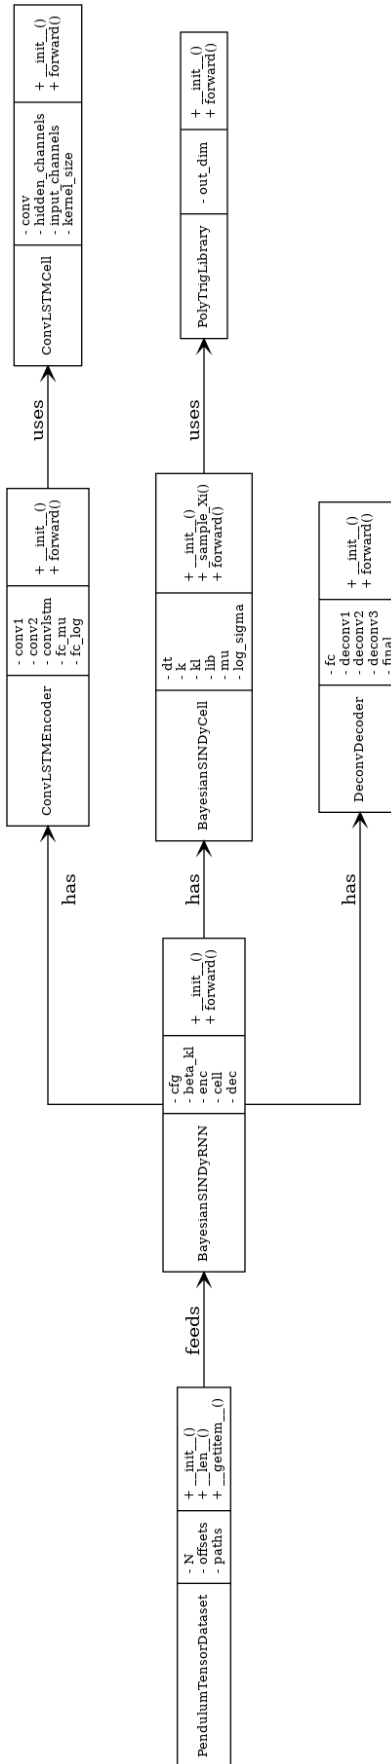 PendulumTensorDataset
- N
- offsets
- paths
+ __init__()
+ __len__()
+ __getitem__()
feeds
BayesianSINDyRNN
- cfg
- beta_kl
- enc
- cell
- dec
+ __init__()
+ forward()
has
has
has
ConvLSTMEncoder
- conv1
- conv2
- convlstm
- fc_mu
- fc_log
+ __init__()
+ forward()
uses
ConvLSTMCell
- conv
- hidden_channels
- input_channels
- kernel_size
+ __init__()
+ forward()
BayesianSINDyCell
- dt
- k
- kl
- lib
- mu
- log_sigma
+ __init__()
+ _sample_Xi()
+ forward()
uses
PolyTrigLibrary
- out_dim
+ __init__()
+ forward()
DeconvDecoder
- fc
- deconv1
- deconv2
- deconv3
- final
+ __init__()
+ forward()